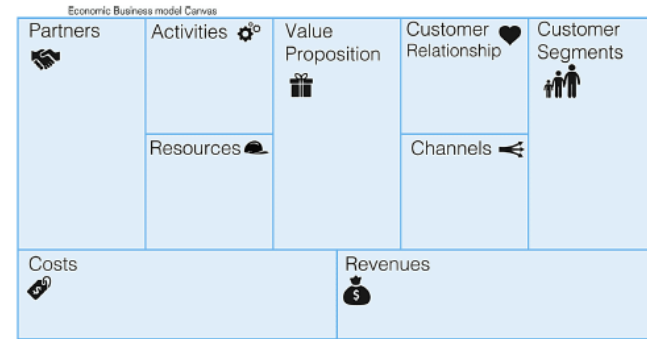 Economic Business model Canvas
Partners
Activities
Value
Proposition
Customer
Relationship
Customer
Segments
Resources
Channels
Costs
$
Revenues
$